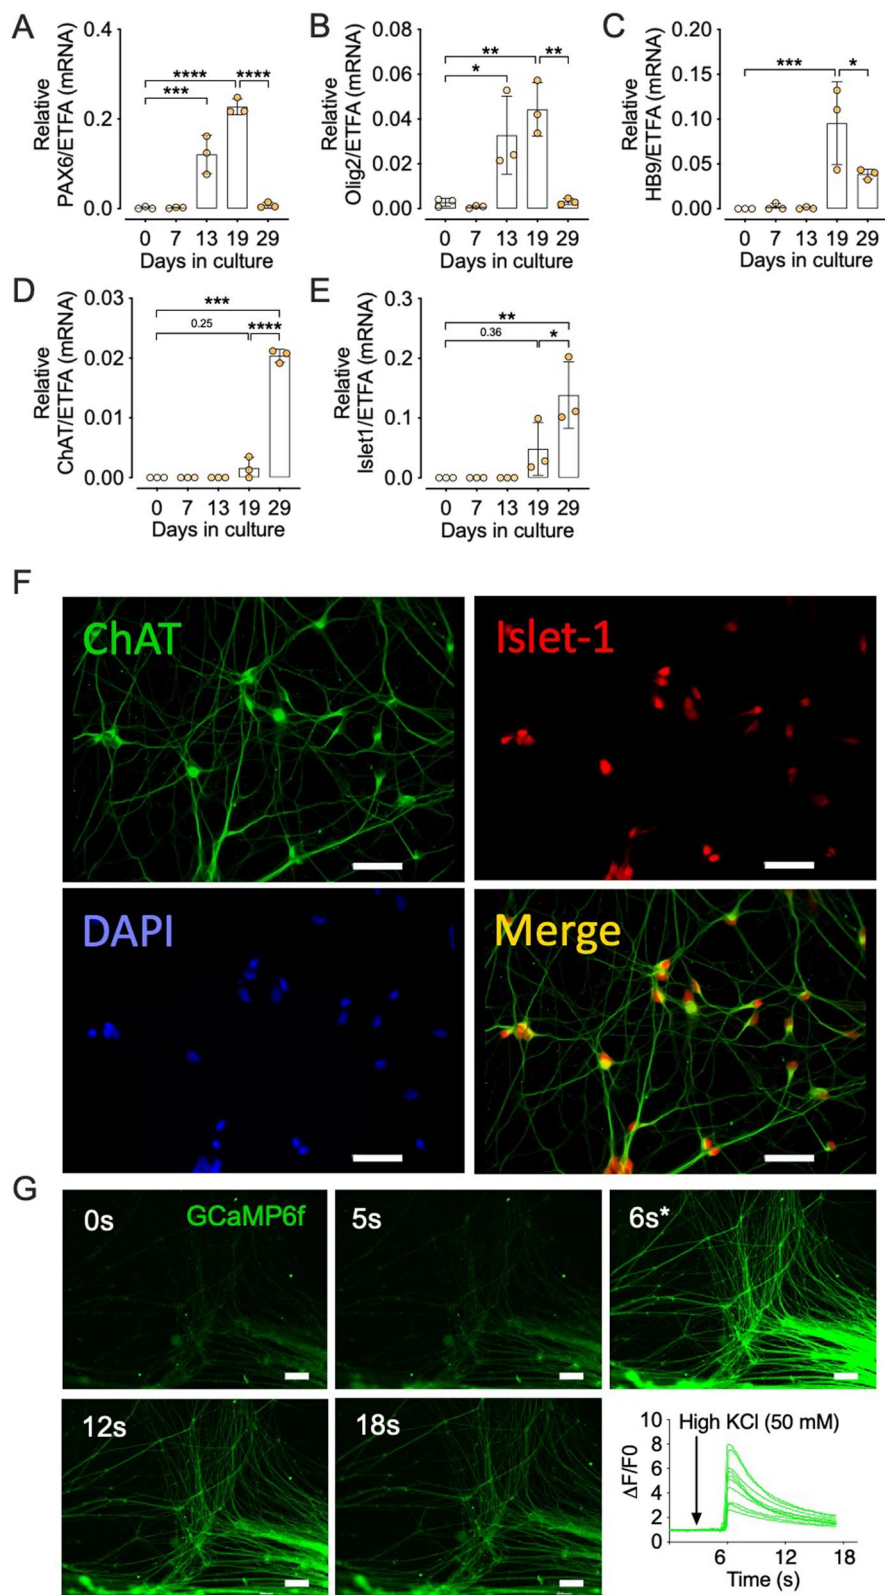 A
Relative
PAX6/ETFA (mRNA)
0.4
0.2
0.0
****
****
***
0 7 13 19 29
Days in culture
B
Relative
Olig2/ETFA (mRNA)
0.08
0.06
0.04
0.02
0.00
**
**
*
0 7 13 19 29
Days in culture
C
Relative
HB9/ETFA (mRNA)
0.20
0.15
0.10
0.05
0.00
***
*
0 7 13 19 29
Days in culture
D
Relative
ChAT/ETFA (mRNA)
0.03
0.02
0.01
0.00
***
0.25
****
0 7 13 19 29
Days in culture
E
Relative
Islet1/ETFA (mRNA)
0.3
0.2
0.1
0.0
**
0.36
*
0 7 13 19 29
Days in culture
F
ChAT
Islet-1
DAPI
Merge
G
0s
GCaMP6f
5s
6s*
12s
18s
ΔF/F0
10
8
6
4
2
0
High KCl (50 mM)
6 12 18
Time (s)